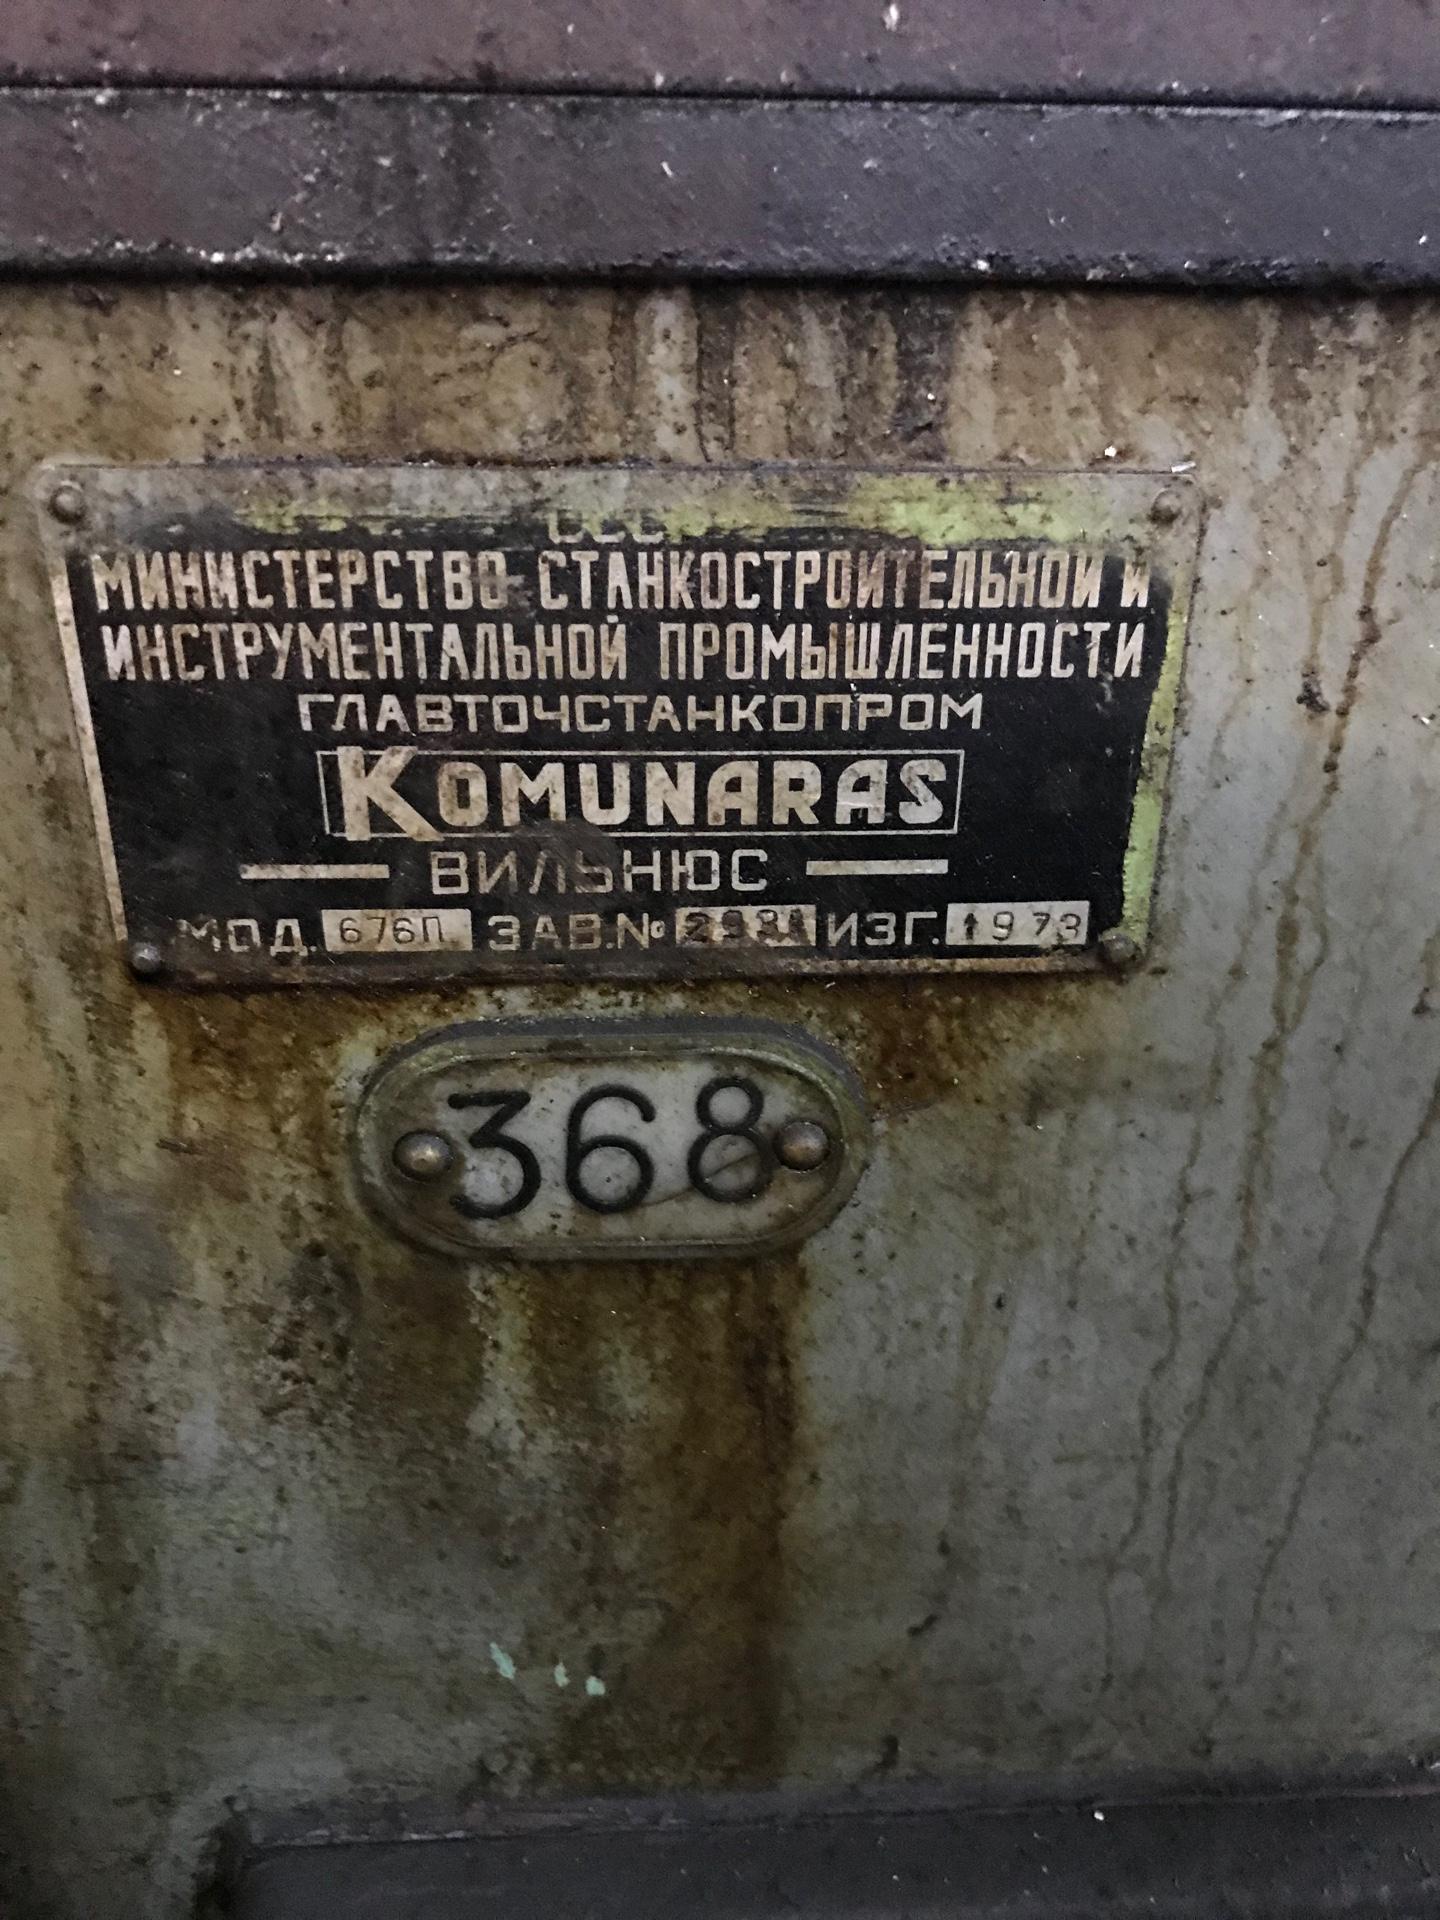 МИНИСТЕРСТВО СТАНКОСТРОИТЕЛЬНОЙ И
ИНСТРУМЕНТАЛЬНОЙ ПРОМЫШЛЕННОСТИ
ГЛАВТОЧСТАНКОПРОМ
KOMUNARAS
ВИЛЬНЮС
МОД. 676П. ЗАВ.№ ИЗГ. 1973
368